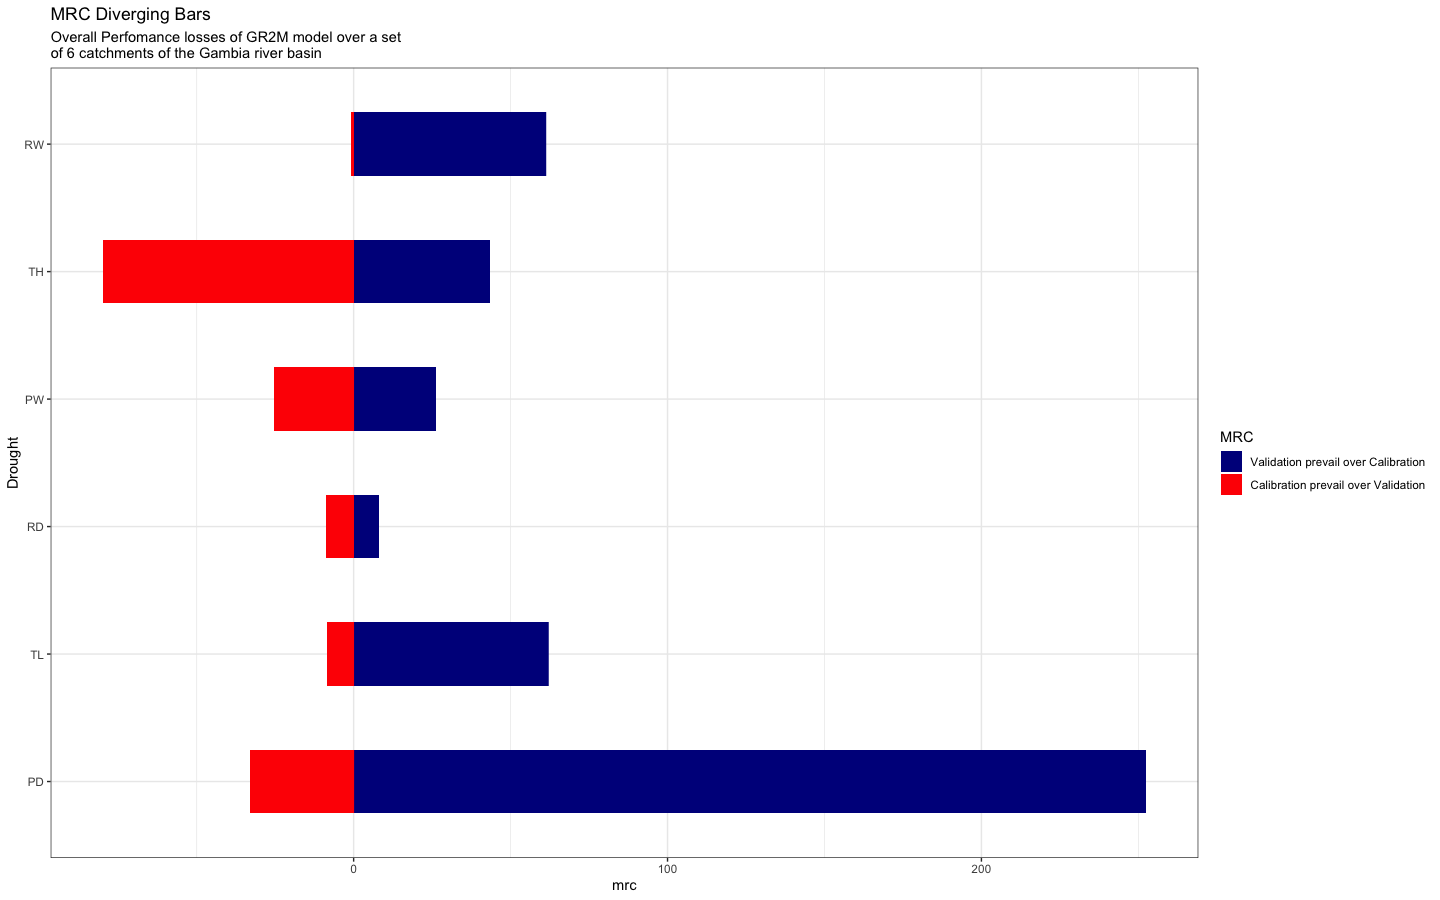 MRC Diverging Bars
Overall Perfomance losses of GR2M model over a set
of 6 catchments of the Gambia river basin
RW
TH
PW
RD
TL
PD
Drought
0
100
200
mrc
MRC
Validation prevail over Calibration
Calibration prevail over Validation